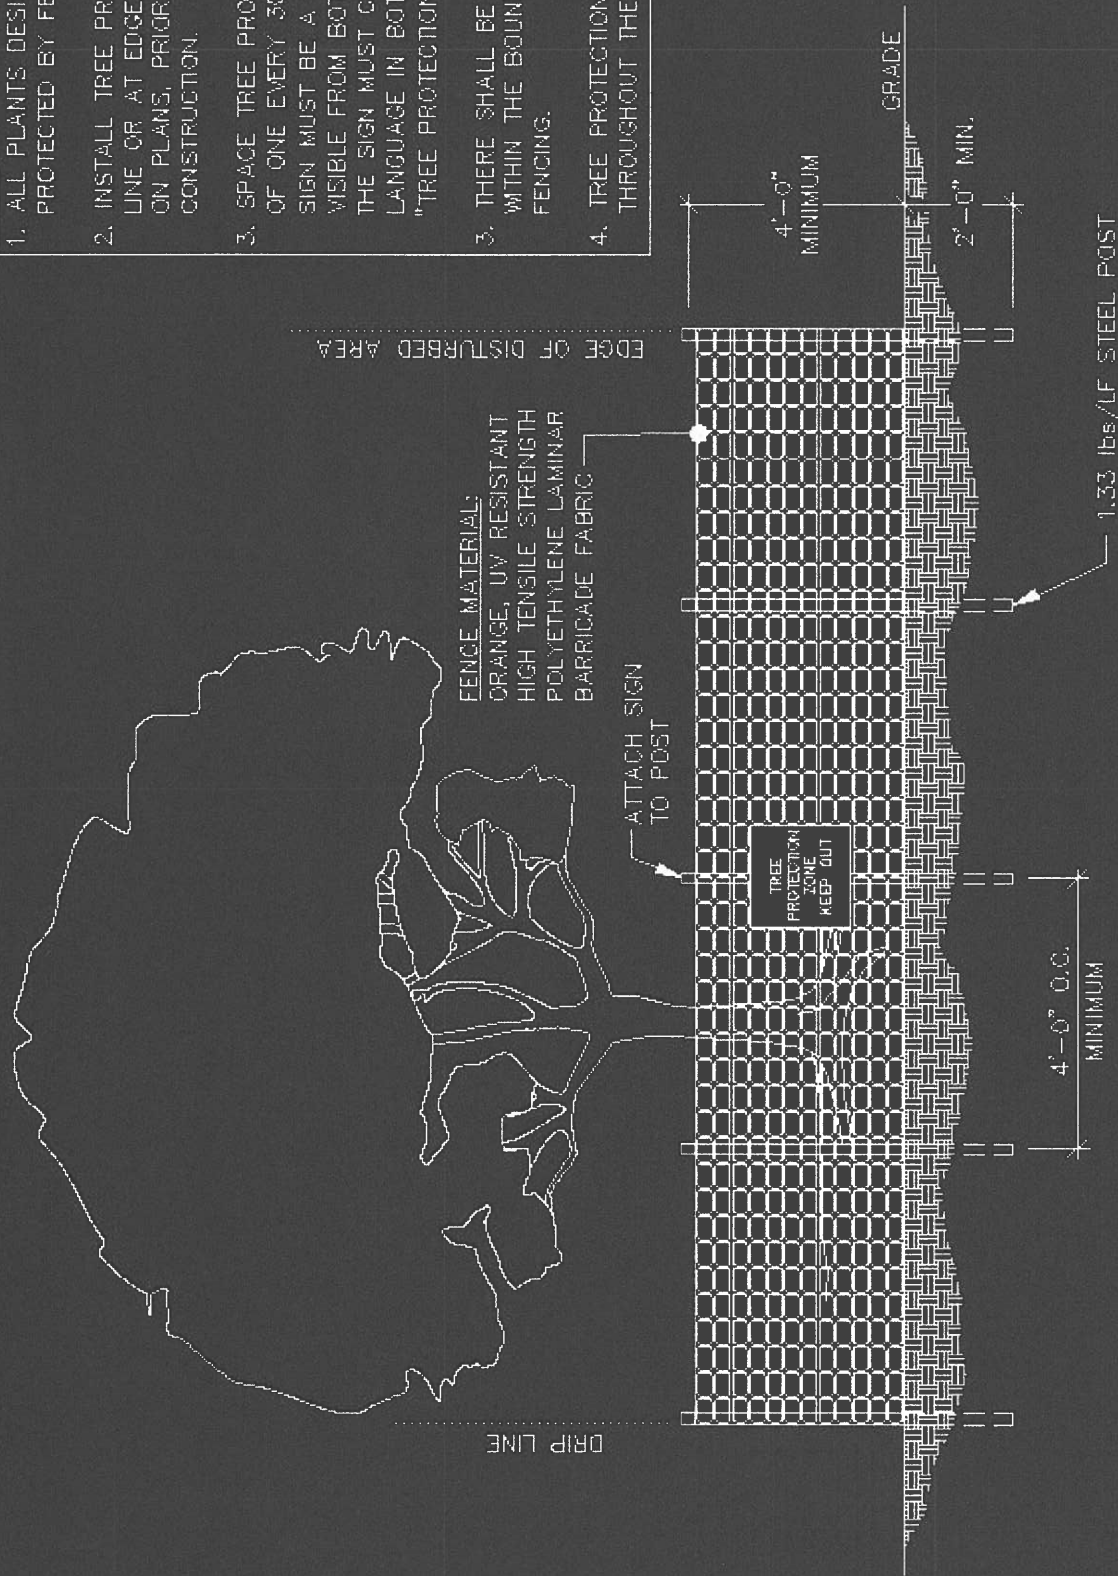 1. ALL PLANTS DESI
PROTECTED BY FE
2. INSTALL TREE PR
LINE OR AT EDGE
ON PLANS, PRIOR
CONSTRUCTION.
3. SPACE TREE PRO
OF ONE EVERY 30
SIGN MUST BE A
VISIBLE FROM BOT
THE SIGN MUST C
LANGUAGE IN BOT
"TREE PROTECTION
3. THERE SHALL BE
WITHIN THE BOUN
FENCING.
4. TREE PROTECTION
THROUGHOUT THE
DRIP LINE
EDGE OF DISTURBED AREA
FENCE MATERIAL:
ORANGE, UV RESISTANT
HIGH TENSILE STRENGTH
POLYETHYLENE LAMINAR
BARRICADE FABRIC
ATTACH SIGN
TO POST
TREE
PROTECTION
ZONE
KEEP OUT
4'-0"
MINIMUM
GRADE
2'-0" MIN.
4'-0" O.C.
MINIMUM
1.33 lbs/LF STEEL POST